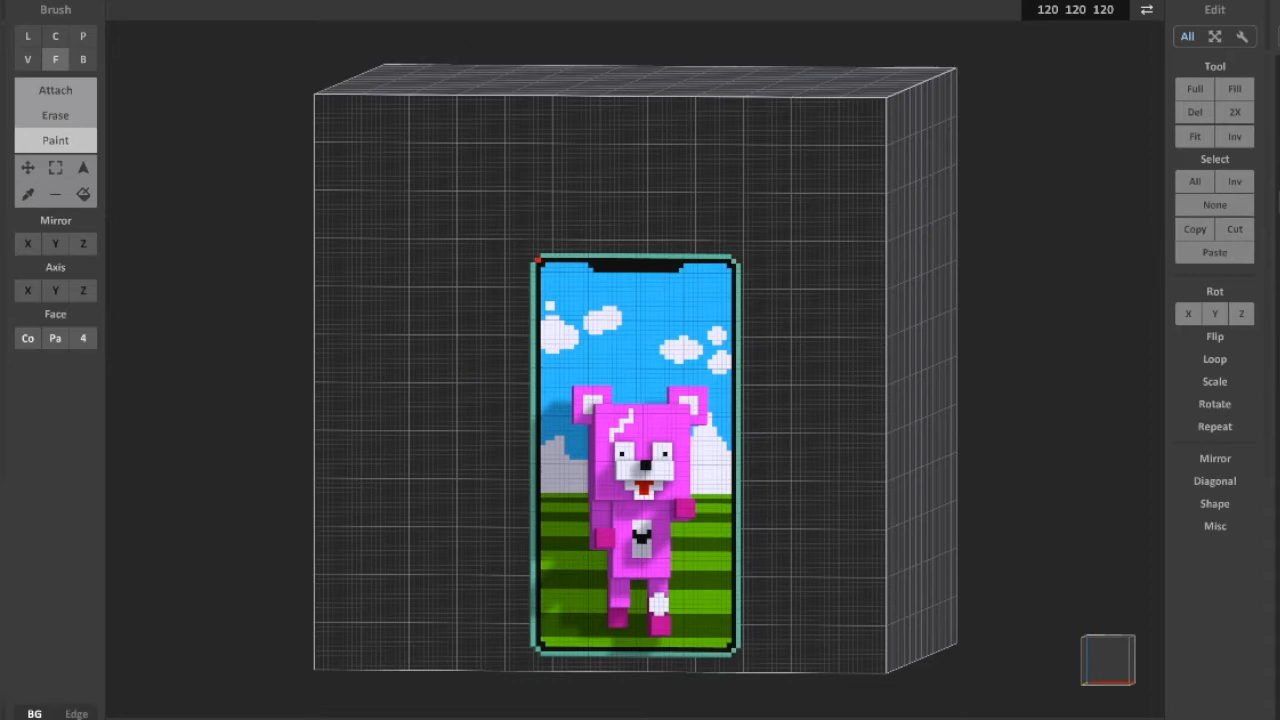 Brush
120 120 120
Edit
L C P
All
V F B
Tool
Attach
Full Fill
Erase
Del 2X
Paint
Fit Inv
Select
All Inv
None
Mirror
Copy Cut
X Y Z
Paste
Axis
X Y Z
Rot
Face
X Y Z
Co Pa 4
Flip
Loop
Scale
Rotate
Repeat
Mirror
Diagonal
Shape
Misc
BG Edge